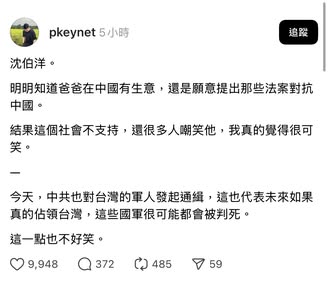 pkeynet 5小時
追蹤
沈伯洋。
明明知道爸爸在中國有生意，還是願意提出那些法案對抗
中國。
結果這個社會不支持，還很多人嘲笑他，我真的覺得很可
笑。
—
今天，中共也對台灣的軍人發起通緝，這也代表未來如果
真的佔領台灣，這些國軍很可能都會被判死。
這一點也不好笑。
9,948 372 485 59